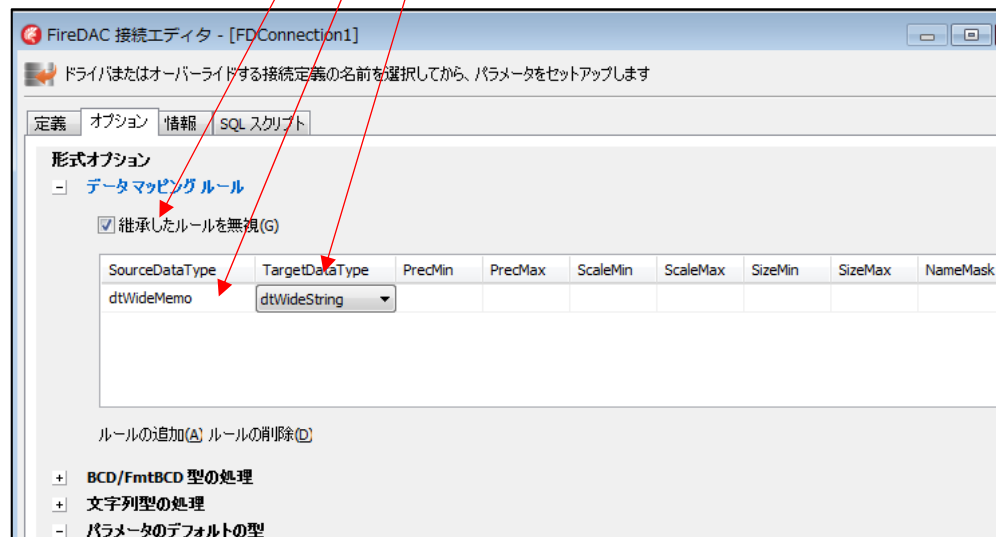 FireDAC 接続エディタ - [FDConnection1]
ドライバまたはオーバーライドする接続定義の名前を選択してから、パラメータをセットアップします
定義 オプション 情報 SQL スクリプト
形式オプション
データ マッピング ルール
継承したルールを無視(G)
SourceDataType TargetDataType PrecMin PrecMax ScaleMin ScaleMax SizeMin SizeMax NameMask
dtWideMemo dtWideString
ルールの追加(A) ルールの削除(D)
BCD/FmtBCD 型の処理
文字列型の処理
パラメータのデフォルトの型